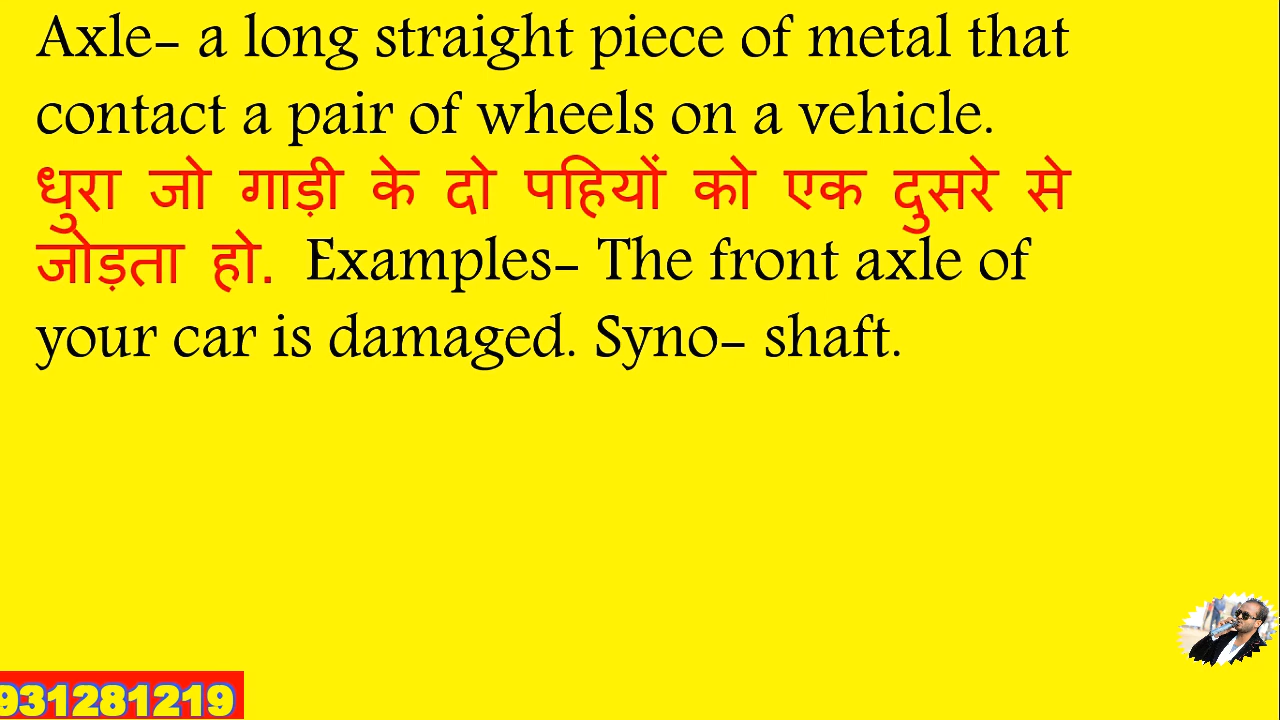 Axle- a long straight piece of metal that
contact a pair of wheels on a vehicle.
धुरा जो गाड़ी के दो पहियों को एक दुसरे से
जोड़ता हो. Examples- The front axle of
your car is damaged. Syno- shaft.
931281219